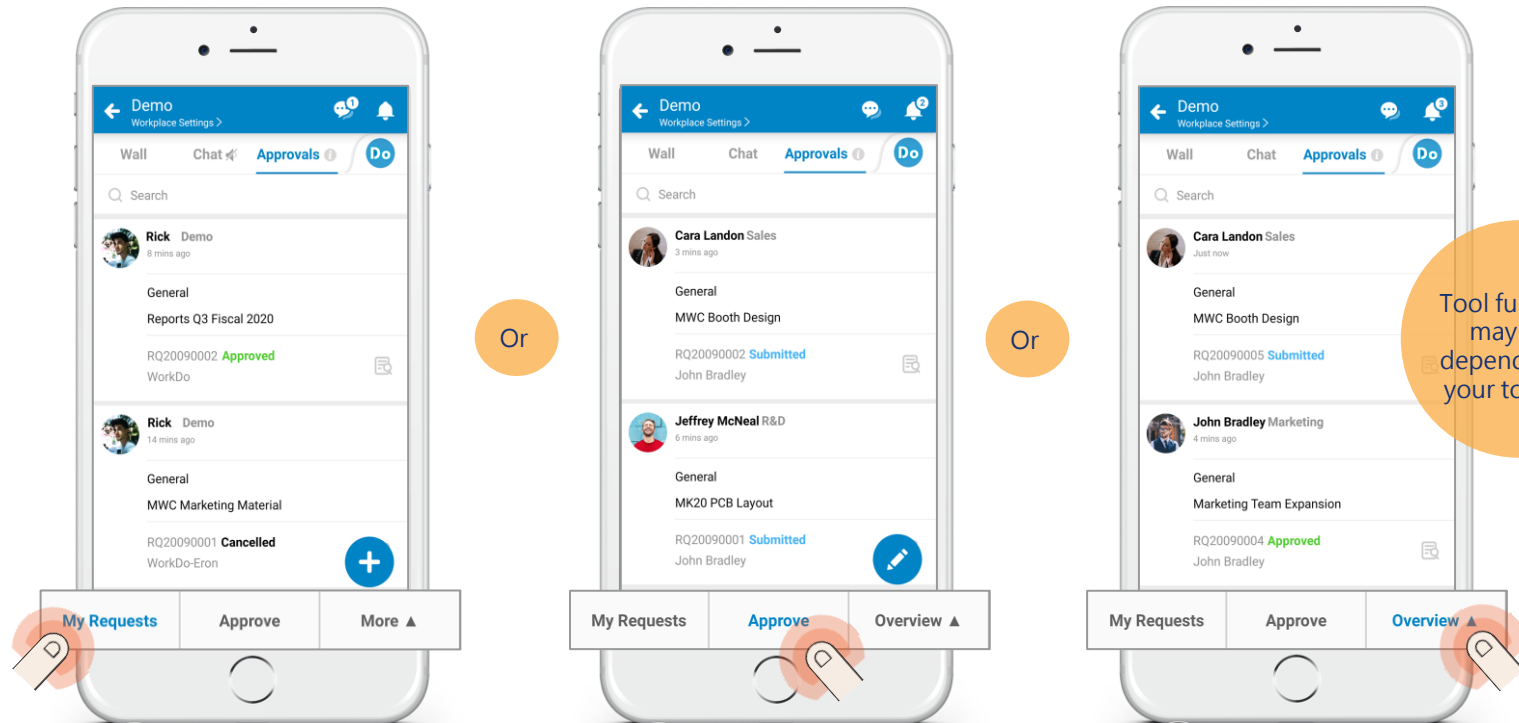 Demo
Workplace Settings >
1
Wall Chat Approvals i Do
Search
Rick Demo
8 mins ago
General
Reports Q3 Fiscal 2020
RQ20090002 Approved
WorkDo
Rick Demo
14 mins ago
General
MWC Marketing Material
RQ20090001 Cancelled
WorkDo-Eron
My Requests Approve More ▲
Or
Demo
Workplace Settings >
2
Wall Chat Approvals i Do
Search
Cara Landon Sales
3 mins ago
General
MWC Booth Design
RQ20090002 Submitted
John Bradley
Jeffrey McNeal R&D
6 mins ago
General
MK20 PCB Layout
RQ20090001 Submitted
John Bradley
My Requests Approve Overview ▲
Or
Demo
Workplace Settings >
3
Wall Chat Approvals i Do
Search
Cara Landon Sales
Just now
General
MWC Booth Design
RQ20090005 Submitted
John Bradley
John Bradley Marketing
4 mins ago
General
Marketing Team Expansion
RQ20090004 Approved
John Bradley
My Requests Approve Overview ▲
Tool
may
your